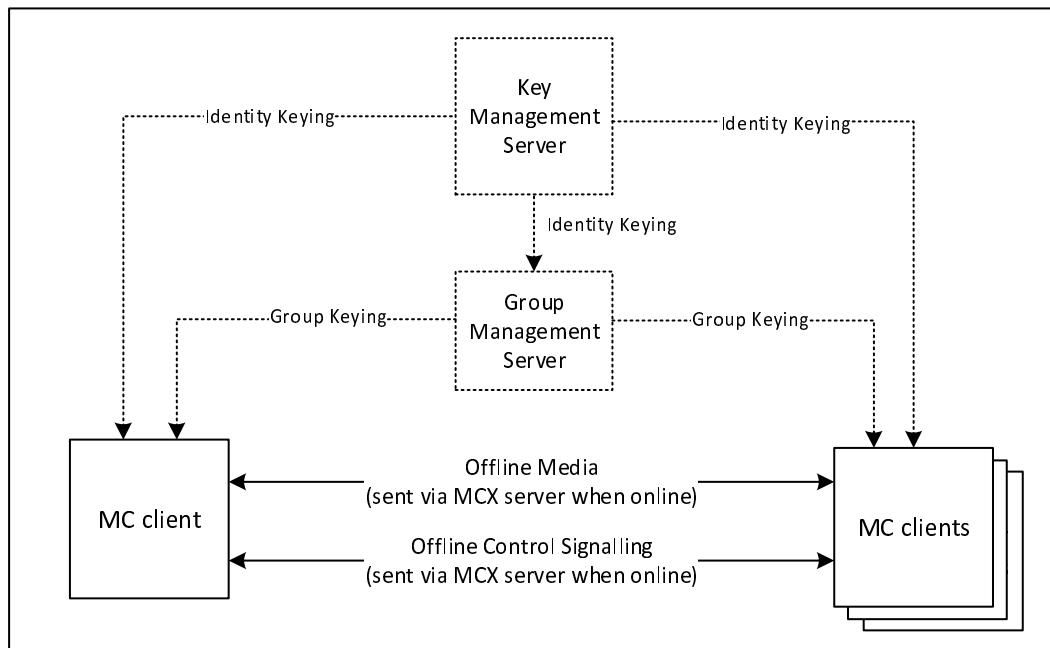 Key
Management
Server
Identity Keying
Identity Keying
Identity Keying
Group
Management
Server
Group Keying
Group Keying
Offline Media
(sent via MCX server when online)
MC client
MC clients
Offline Control Signalling
(sent via MCX server when online)